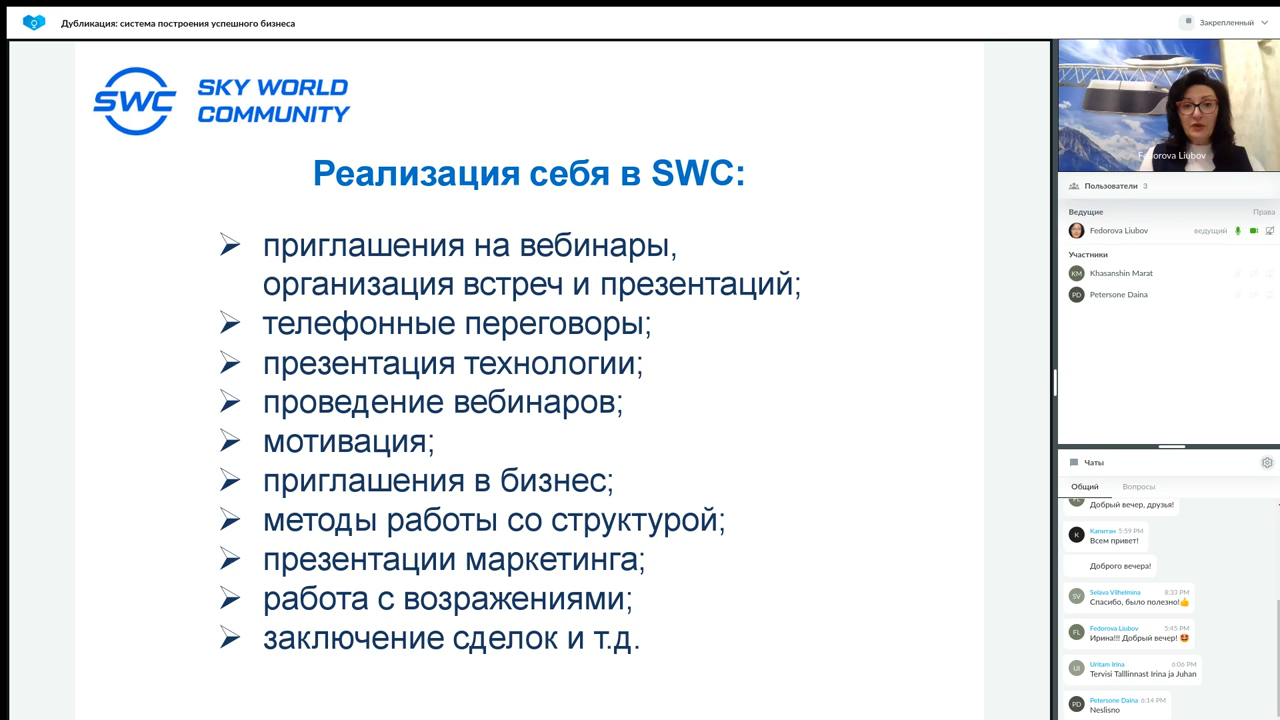 Дубликация: система построения успешного бизнеса
Закрепленный
SWC
SKY WORLD
COMMUNITY
Реализация себя в SWC:
приглашения на вебинары,
организация встреч и презентаций;
телефонные переговоры;
презентация технологии;
проведение вебинаров;
мотивация;
приглашения в бизнес;
методы работы со структурой;
презентации маркетинга;
работа с возражениями;
заключение сделок и т.д.
Fedorova Liubov
Пользователи 3
Ведущие Права
Fedorova Liubov ведущий
Участники
KM Khasanshin Marat
PD Petersone Daina
Чаты
Общий Вопросы
Добрый вечер, друзья!
K Капитан 5:59 PM
Всем привет!
Доброго вечера!
SV Selava Vilhelmina 8:33 PM
Спасибо, было полезно!👍
FL Fedorova Liubov 5:45 PM
Ирина!!! Добрый вечер! 🤩
UI Uritam Irina 6:06 PM
Tervisi Talllinnast Irina ja Juhan
PD Petersone Daina 6:14 PM
Neslisno